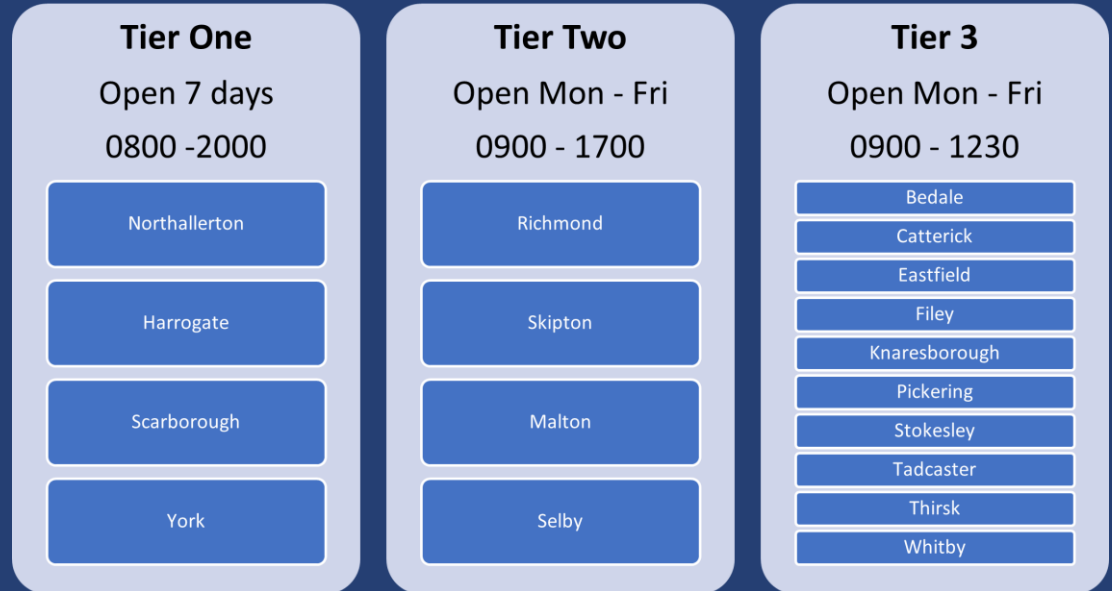 Tier One
Open 7 days
0800 -2000
Northallerton
Harrogate
Scarborough
York
Tier Two
Open Mon - Fri
0900 - 1700
Richmond
Skipton
Malton
Selby
Tier 3
Open Mon - Fri
0900 - 1230
Bedale
Catterick
Eastfield
Filey
Knaresborough
Pickering
Stokesley
Tadcaster
Thirsk
Whitby